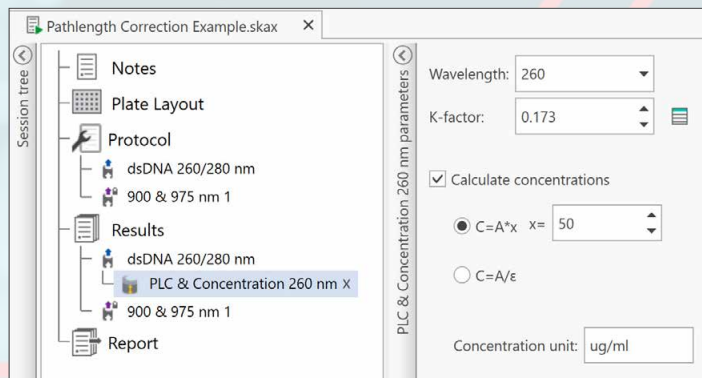 Pathlength Correction Example.skax
Session tree
Notes
Plate Layout
Protocol
dsDNA 260/280 nm
900 & 975 nm 1
Results
dsDNA 260/280 nm
PLC & Concentration 260 nm X
900 & 975 nm 1
Report
PLC & Concentration 260 nm parameters
Wavelength: 260
K-factor: 0.173
Calculate concentrations
C=A*x x= 50
C=A/ε
Concentration unit: ug/ml